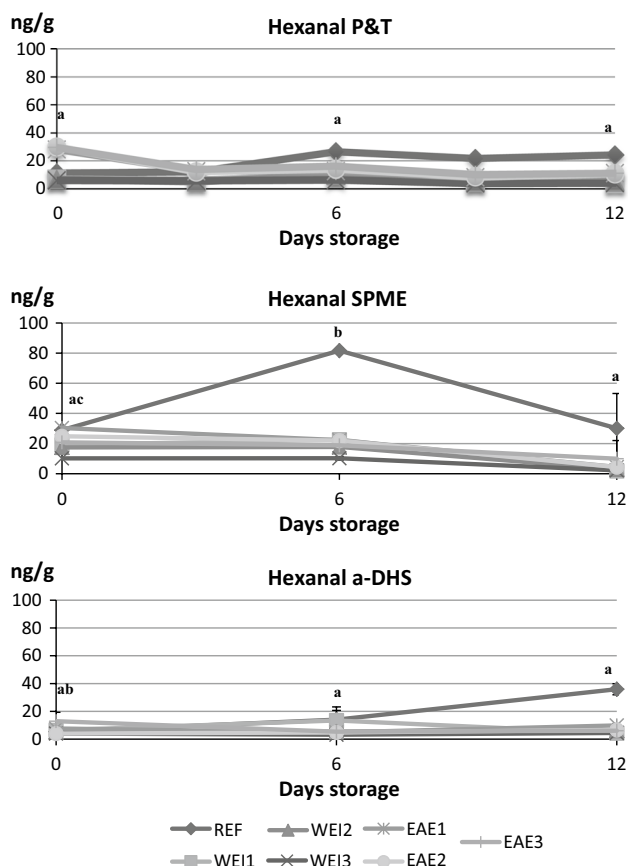 ng/g
Hexanal P&T
100
80
60
40
20
0
a a a
0 6 12
Days storage
ng/g
Hexanal SPME
100
80
60
40
20
0
ac b a
0 6 12
Days storage
ng/g
Hexanal a-DHS
100
80
60
40
20
0
ab a a
0 6 12
Days storage
REF WEI2 EAE1 EAE3
WEI1 WEI3 EAE2